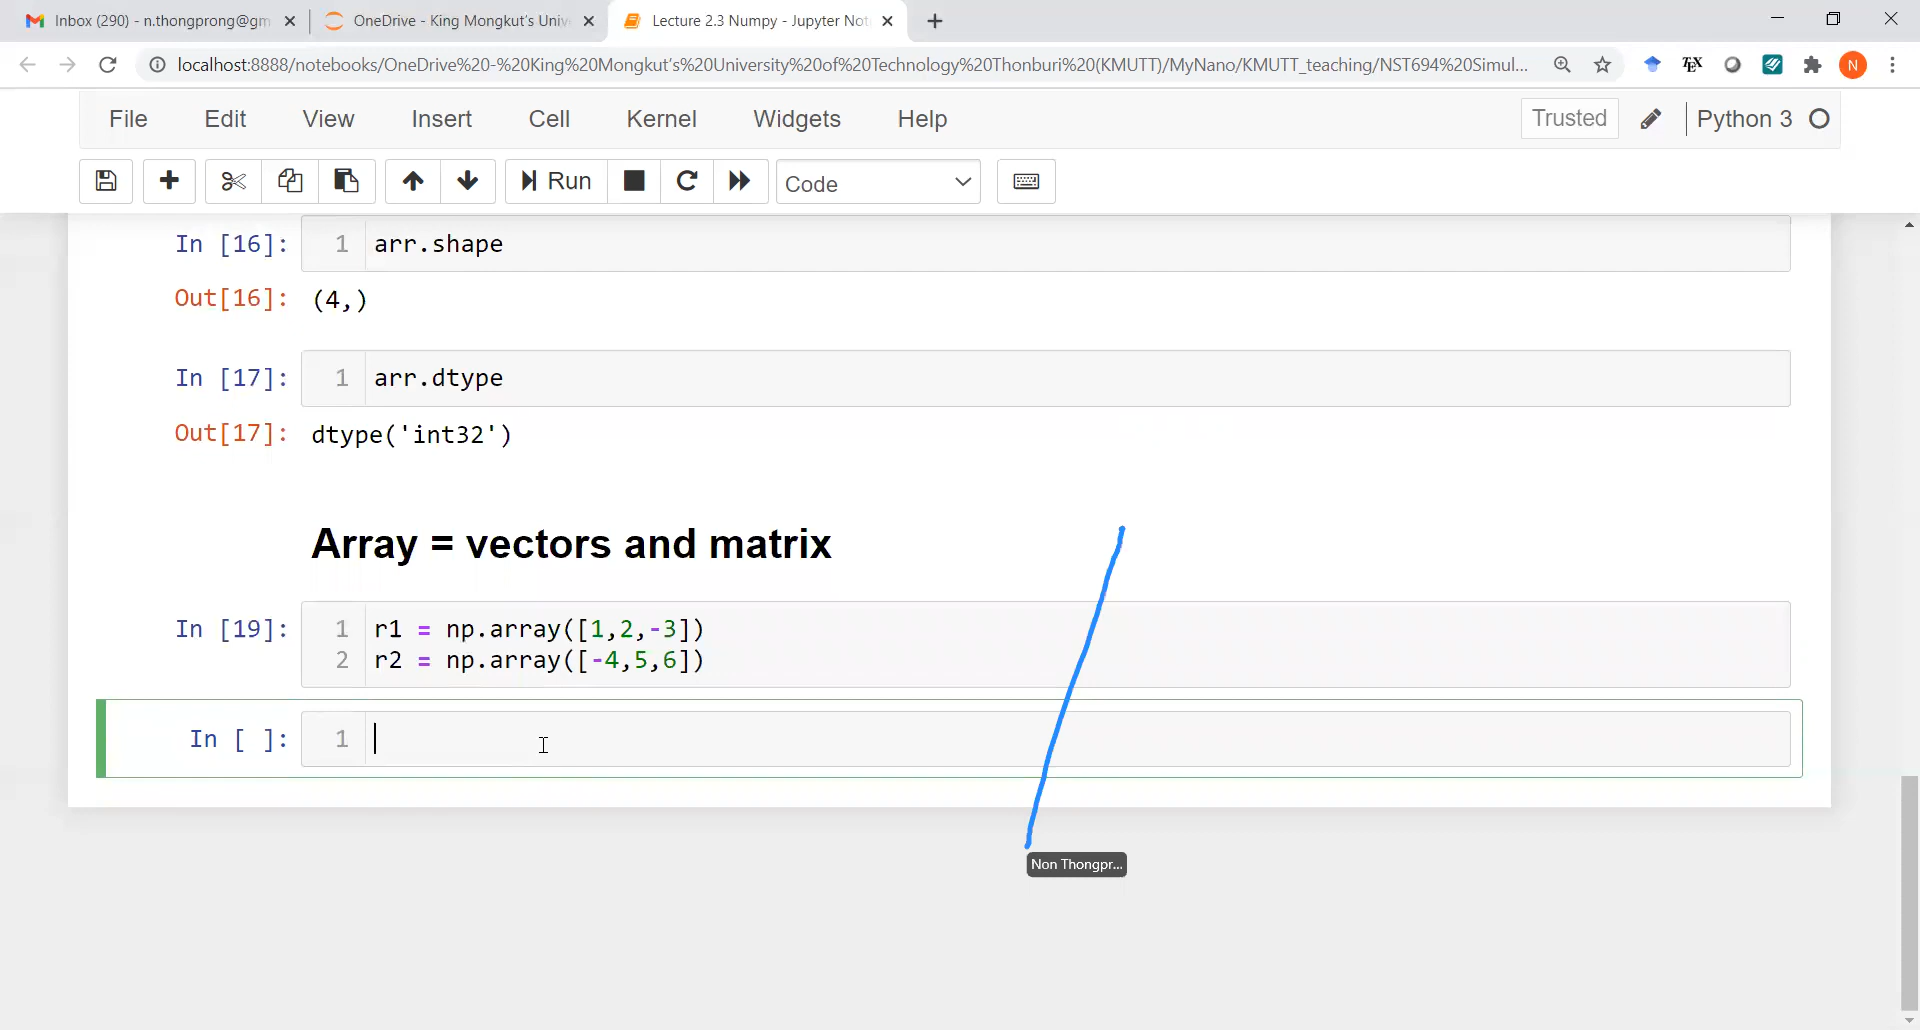 Inbox (290) - n.thongprong@gm
OneDrive - King Mongkut's Univ
Lecture 2.3 Numpy - Jupyter Not
localhost:8888/notebooks/OneDrive%20-%20King%20Mongkut's%20University%20of%20Technology%20Thonburi%20(KMUTT)/MyNano/KMUTT_teaching/NST694%20Simul...
TEX
N
File Edit View Insert Cell Kernel Widgets Help
Trusted
Python 3
Run
Code
In [16]: 1 arr.shape
Out[16]: (4,)
In [17]: 1 arr.dtype
Out[17]: dtype('int32')
Array = vectors and matrix
In [19]: 1 r1 = np.array([1,2,-3])
2 r2 = np.array([-4,5,6])
In [ ]: 1
Non Thongpr...